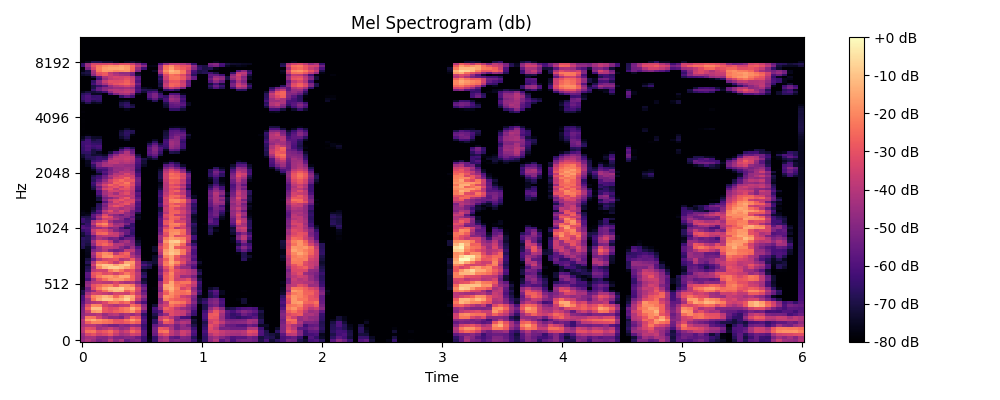 Mel Spectrogram (db)
8192
4096
2048
1024
512
0
Hz
0 1 2 3 4 5 6
Time
+0 dB
-10 dB
-20 dB
-30 dB
-40 dB
-50 dB
-60 dB
-70 dB
-80 dB